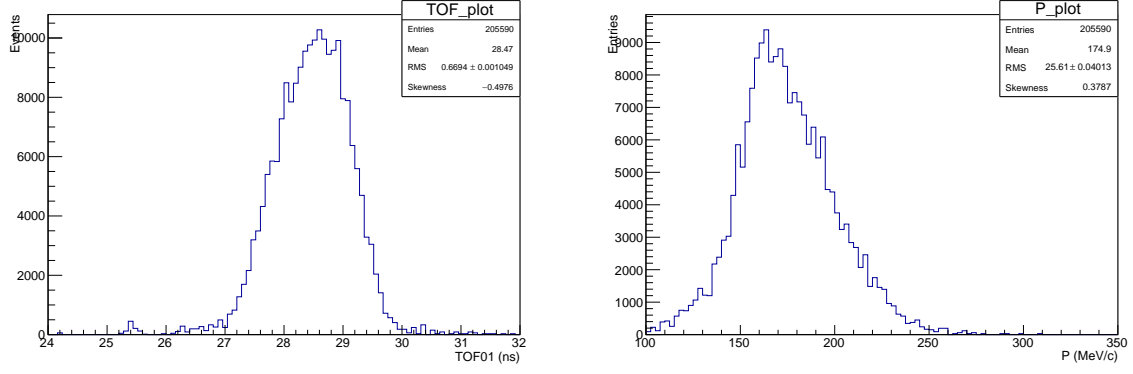 TOF_plot
Entries 205590
Mean 28.47
RMS 0.6694 ± 0.001049
Skewness −0.4976
Events
10000
8000
6000
4000
2000
0
24 25 26 27 28 29 30 31 32
TOF01 (ns)
P_plot
Entries 205590
Mean 174.9
RMS 25.61 ± 0.04013
Skewness 0.3787
Entries
9000
8000
7000
6000
5000
4000
3000
2000
1000
0
100 150 200 250 300 350
P (MeV/c)